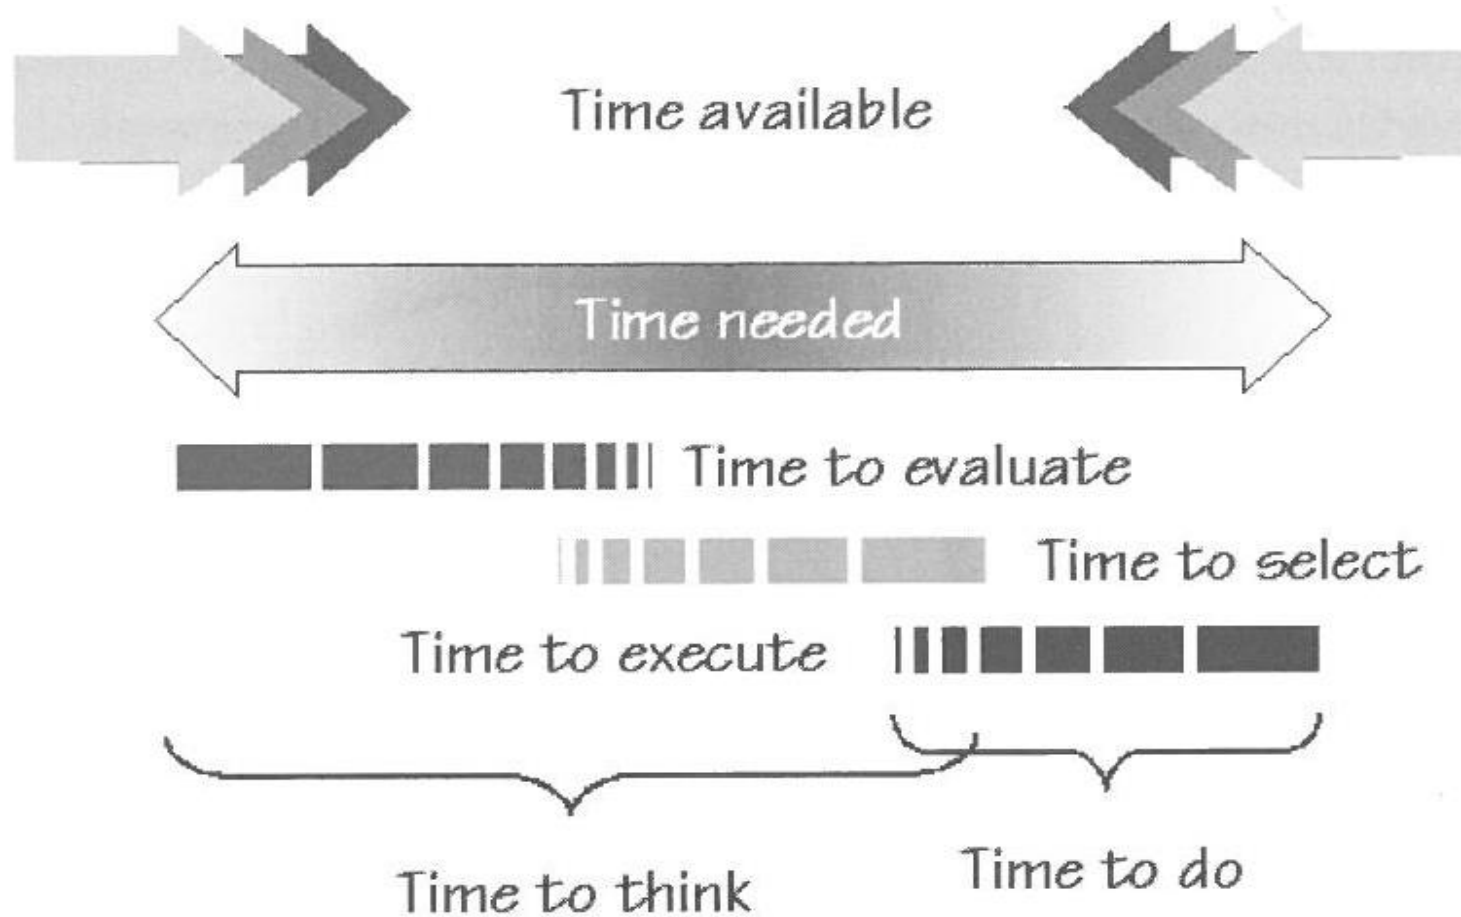 Time available
Time needed
Time to evaluate
Time to select
Time to execute
Time to think
Time to do